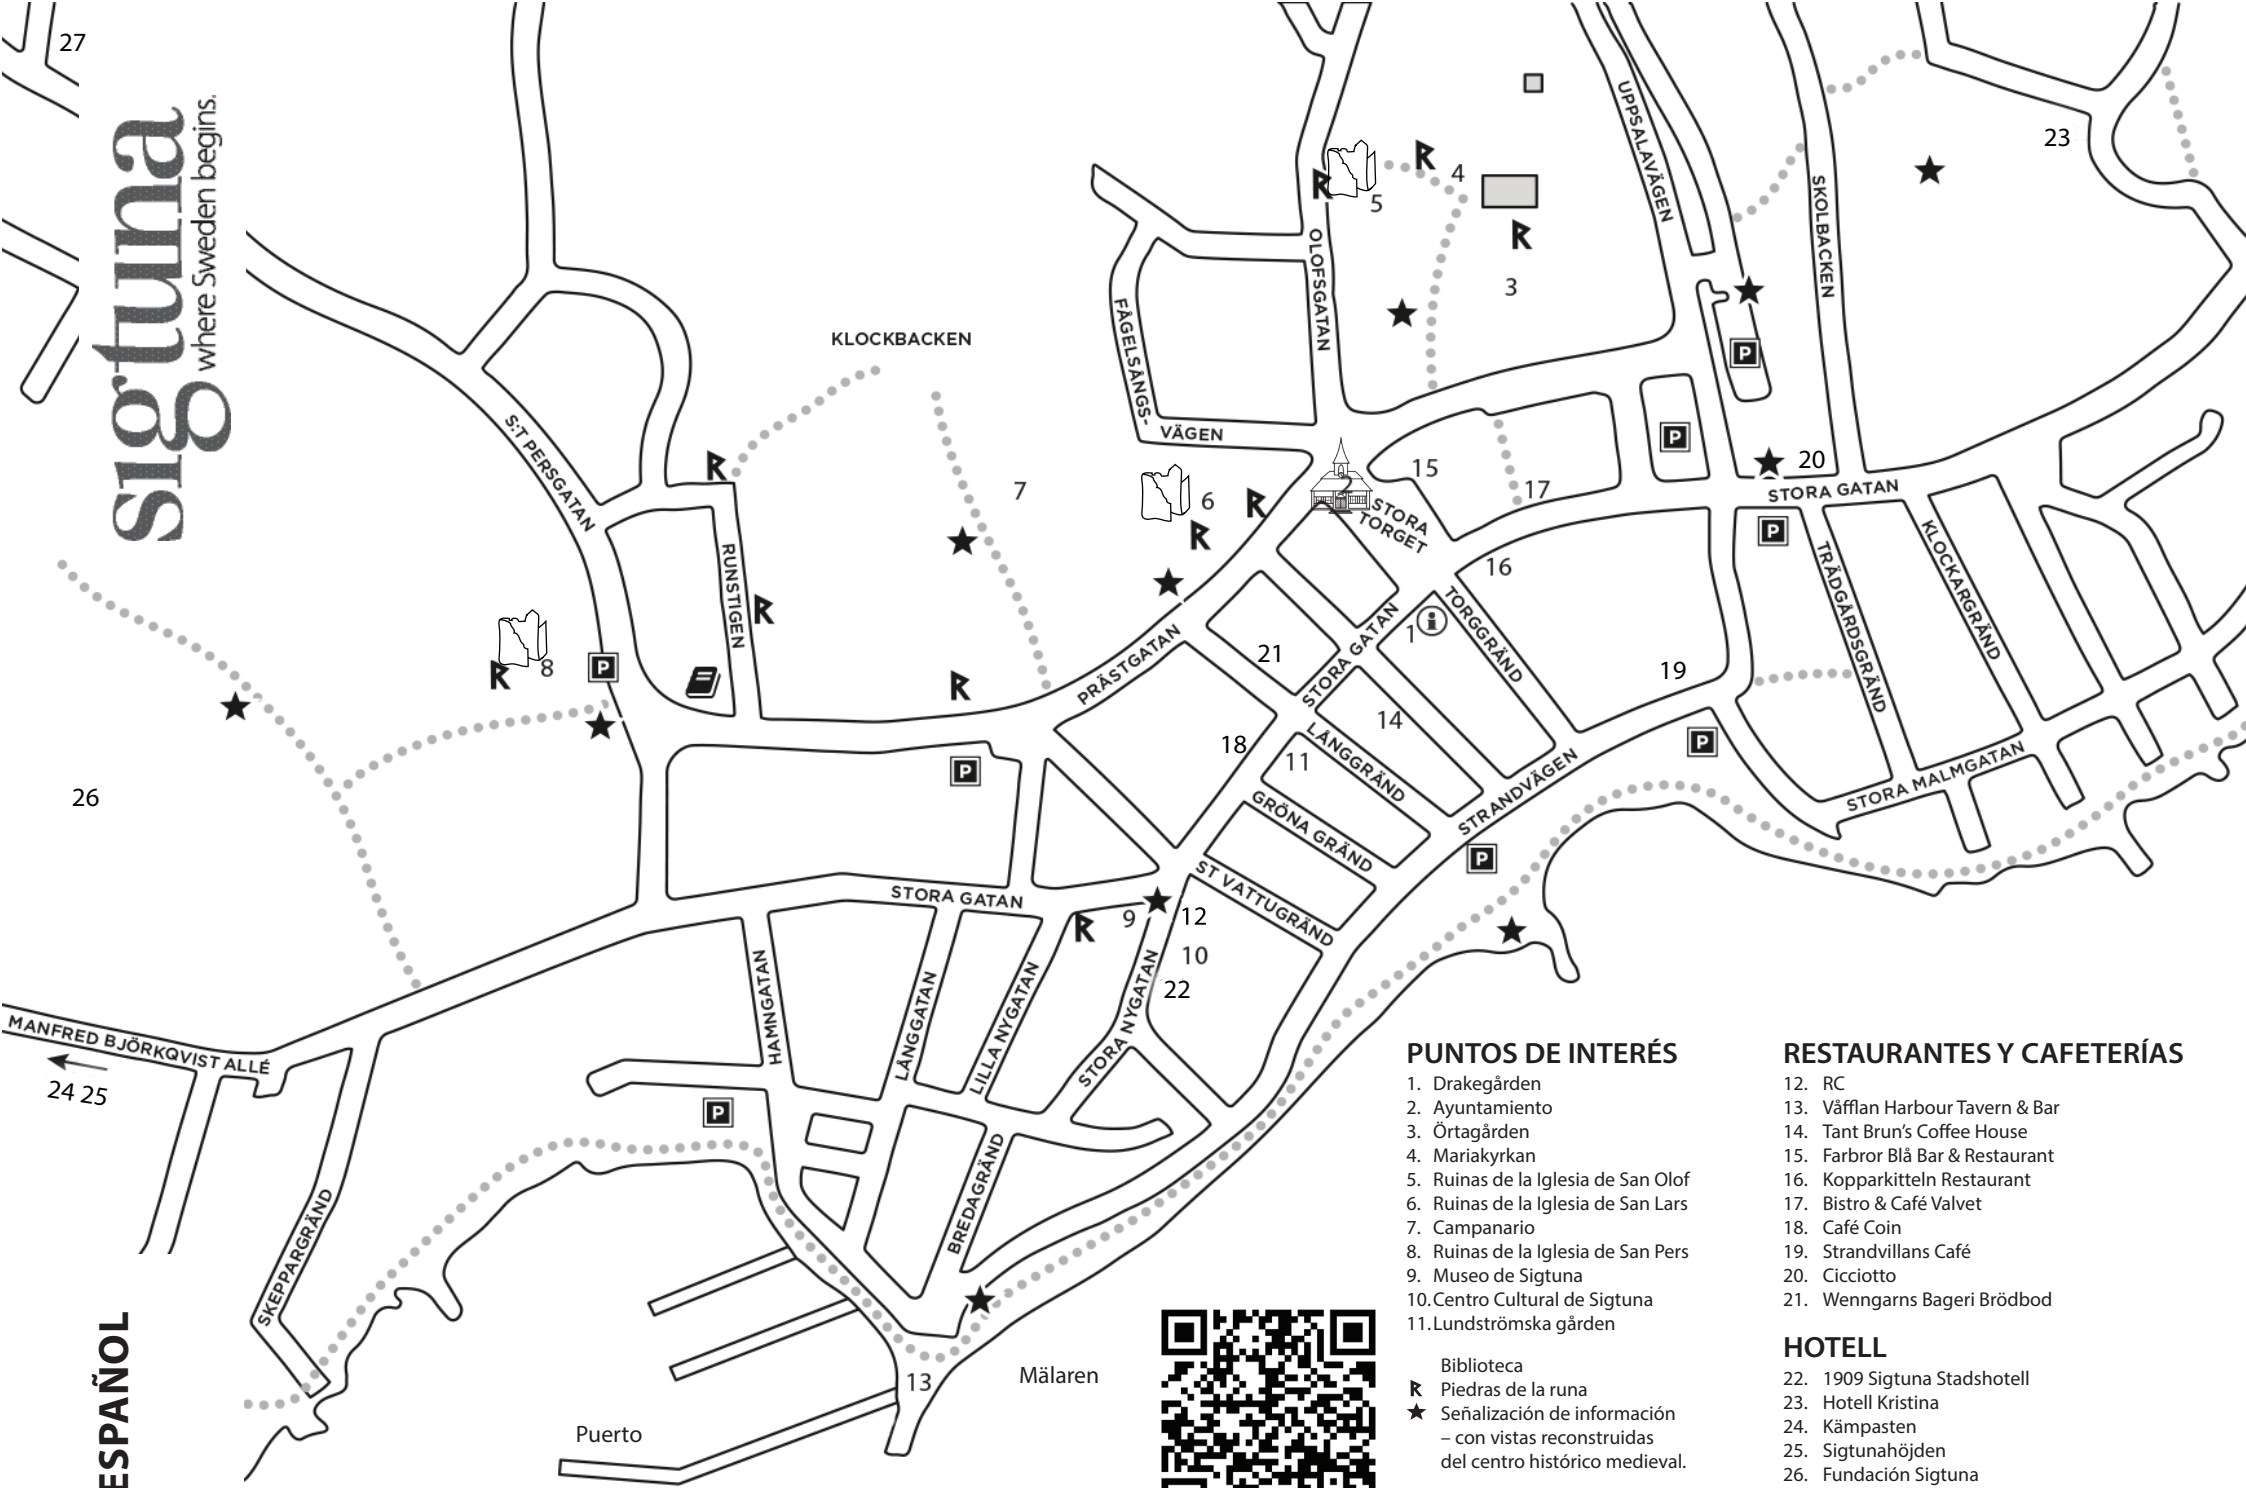 27
sigtuna
where Sweden begins.
KLOCKBACKEN
S:T PERSGATAN
RUNSTIGEN
FÅGELSÅNGS-
VÄGEN
OLOFSGATAN
UPPSALAVÄGEN
SKOLBACKEN
23
4
5
3
7
6
2
15
17
20
STORA
TORGET
STORA GATAN
16
1
TORGGRÄND
TRÄDGÅRDSGRÄND
KLOCKARGRÄND
8
P
P
P
P
P
P
P
P
P
PRÄSTGATAN
21
STORA GATAN
19
14
18
11
LÅNGGRÄND
GRÖNA GRÄND
STRANDVÄGEN
STORA MALMGATAN
26
STORA GATAN
ST VATTUGRÄND
9
12
10
22
HAMNGATAN
LÅNGGATAN
LILLA NYGATAN
STORA NYGATAN
MANFRED BJÖRKQVIST ALLÉ
24 25
SKEPPARGRÄND
BREDAGRÄND
13
Mälaren
Puerto
ESPAÑOL
PUNTOS DE INTERÉS
1. Drakegården
2. Ayuntamiento
3. Örtagården
4. Mariakyrkan
5. Ruinas de la Iglesia de San Olof
6. Ruinas de la Iglesia de San Lars
7. Campanario
8. Ruinas de la Iglesia de San Pers
9. Museo de Sigtuna
10. Centro Cultural de Sigtuna
11. Lundströmska gården
Biblioteca
Piedras de la runa
Señalización de información
– con vistas reconstruidas
del centro histórico medieval.
RESTAURANTES Y CAFETERÍAS
12. RC
13. Våfflan Harbour Tavern & Bar
14. Tant Brun’s Coffee House
15. Farbror Blå Bar & Restaurant
16. Kopparkitteln Restaurant
17. Bistro & Café Valvet
18. Café Coin
19. Strandvillans Café
20. Cicciotto
21. Wenngarns Bageri Brödbod
HOTELL
22. 1909 Sigtuna Stadshotell
23. Hotell Kristina
24. Kämpasten
25. Sigtunahöjden
26. Fundación Sigtuna